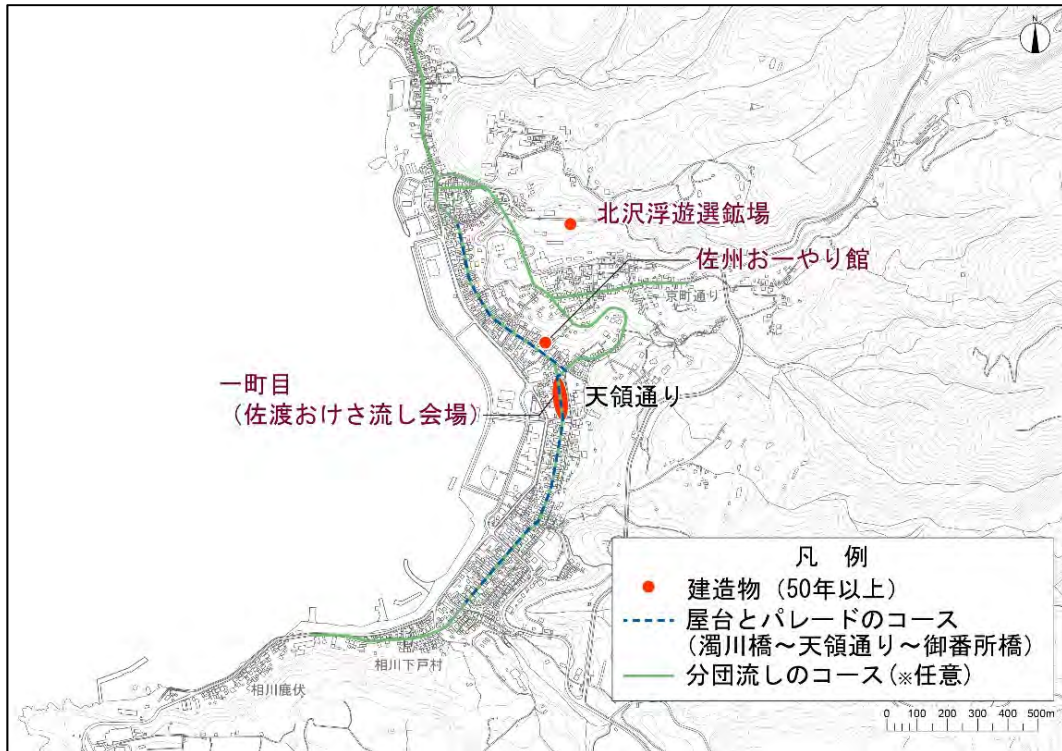 N
北沢浮遊選鉱場
佐州おーやり館
京町通り
一町目
（佐渡おけさ流し会場）
天領通り
相川下戸村
相川鹿伏
凡 例
建造物（50年以上）
屋台とパレードのコース
（濁川橋～天領通り～御番所橋）
分団流しのコース（※任意）
0 100 200 300 400 500m